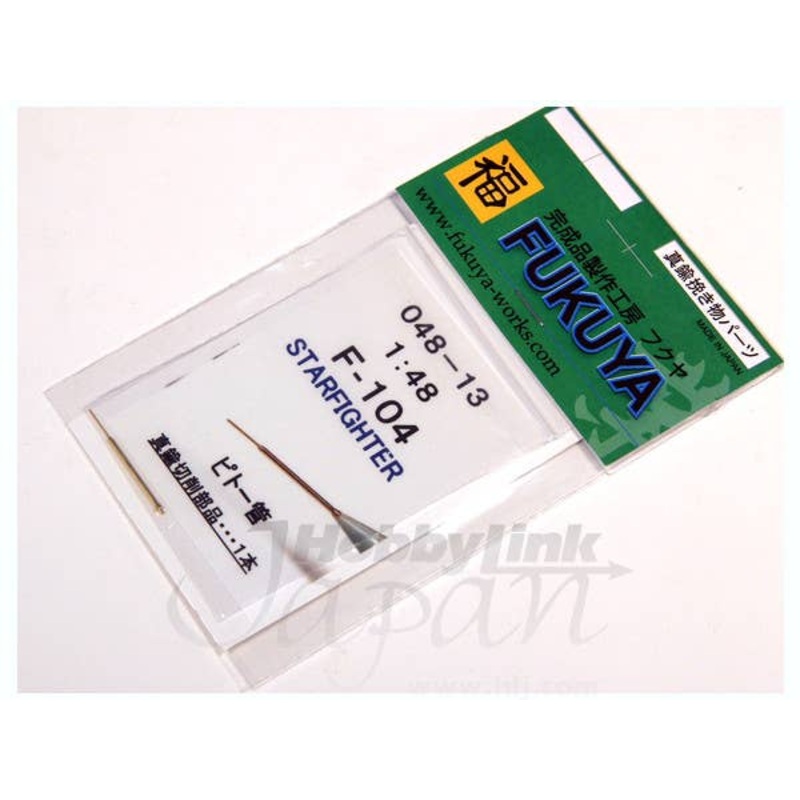 福
完成品製作工房 フクヤ
FUKUYA
www.fukuya-works.com
真鍮挽き物パーツ
MADE IN JAPAN
048-13
1:48
F-104
STARFIGHTER
ピトー管
真鍮切削部品・・・1本
HobbyLink
Japan
www.hlj.com